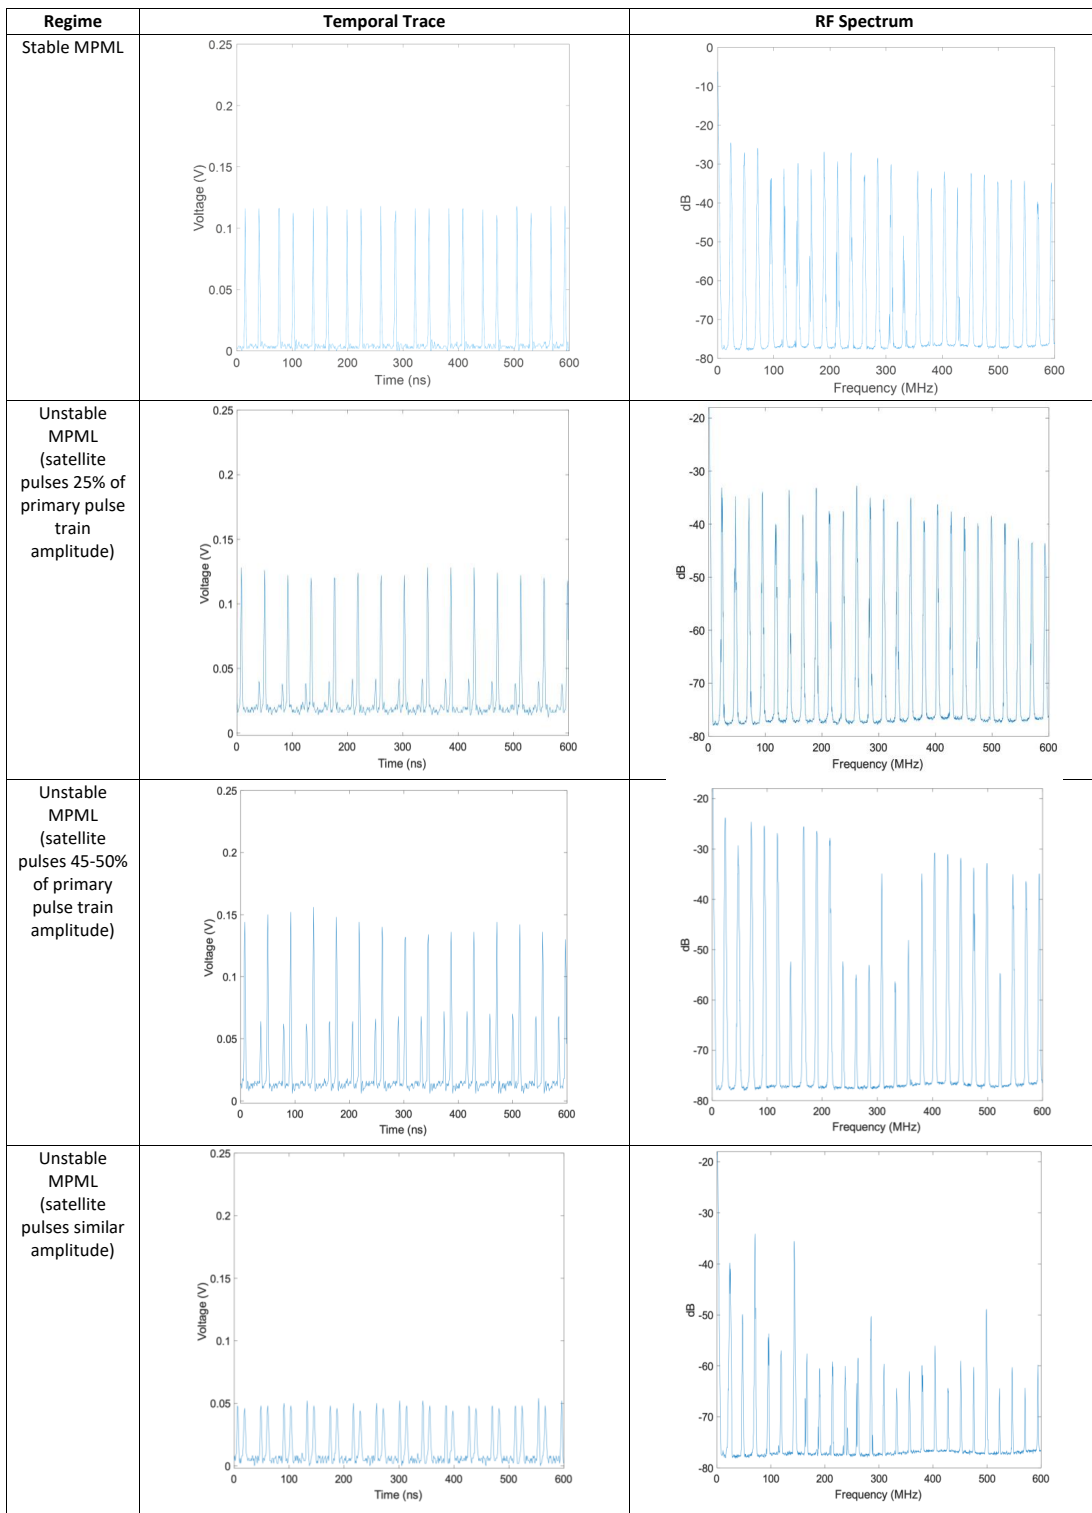 Regime Temporal Trace RF Spectrum
Stable MPML
0.25
0.2
0.15
0.1
0.05
0
Voltage (V)
0 100 200 300 400 500 600
Time (ns)
0
-10
-20
-30
-40
-50
-60
-70
-80
dB
0 100 200 300 400 500 600
Frequency (MHz)
Unstable
MPML
(satellite
pulses 25% of
primary pulse
train
amplitude)
0.25
0.2
0.15
0.1
0.05
0
Voltage (V)
0 100 200 300 400 500 600
Time (ns)
-20
-30
-40
-50
-60
-70
-80
dB
0 100 200 300 400 500 600
Frequency (MHz)
Unstable
MPML
(satellite
pulses 45-50%
of primary
pulse train
amplitude)
0.25
0.2
0.15
0.1
0.05
0
Voltage (V)
0 100 200 300 400 500 600
Time (ns)
-20
-30
-40
-50
-60
-70
-80
dB
0 100 200 300 400 500 600
Frequency (MHz)
Unstable
MPML
(satellite
pulses similar
amplitude)
0.25
0.2
0.15
0.1
0.05
0
Voltage (V)
0 100 200 300 400 500 600
Time (ns)
-20
-30
-40
-50
-60
-70
-80
dB
0 100 200 300 400 500 600
Frequency (MHz)